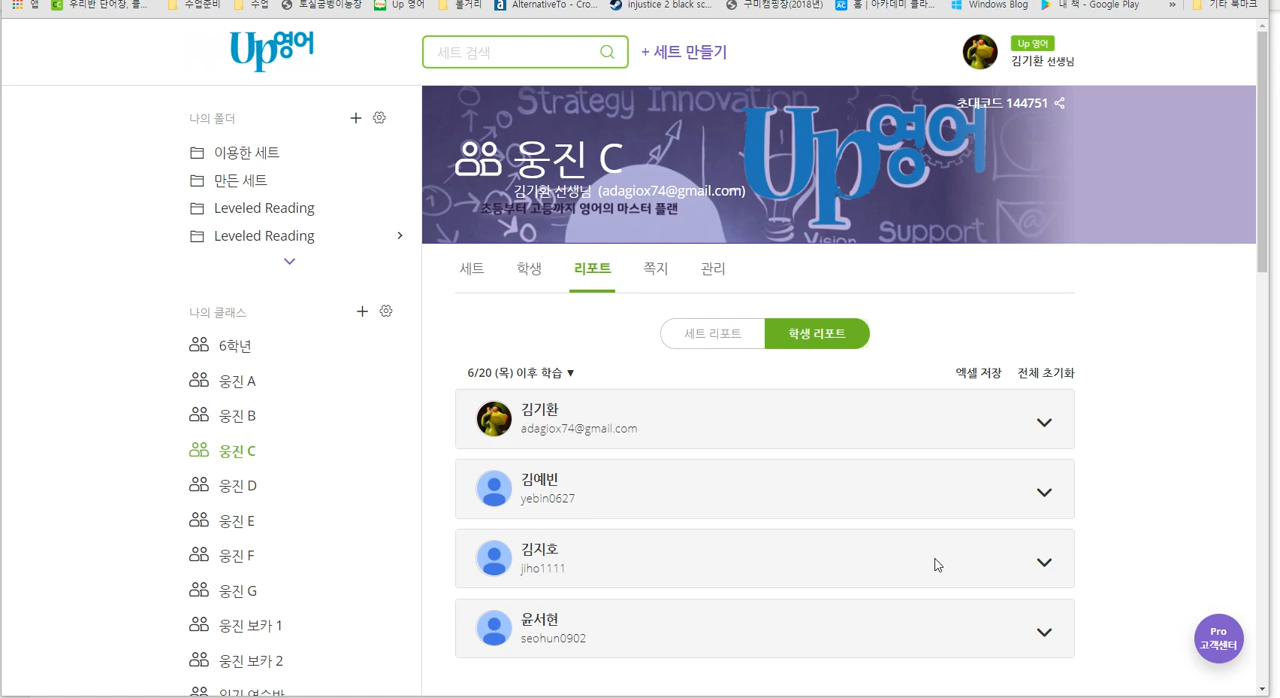 앱
우리반 단어장, 클...
수업준비
수업
토실금병이농장
Up 영어
볼거리
AlternativeTo - Cro...
injustice 2 black sc...
구미캠핑장(2018년)
홈 | 아카데미 클라...
Windows Blog
내 책 - Google Play
»
기타 북마크
Up영어
세트 검색
+ 세트 만들기
Up 영어
김기환 선생님
나의 폴더
이용한 세트
만든 세트
Leveled Reading
Leveled Reading
나의 클래스
6학년
웅진 A
웅진 B
웅진 C
웅진 D
웅진 E
웅진 F
웅진 G
웅진 보카 1
웅진 보카 2
Strategy Innovation
초대코드 144751
Up영어
웅진 C
김기환 선생님 (adagiox74@gmail.com)
초등부터 고등까지 영어의 마스터 플랜
Vision
Support
세트 학생 리포트 쪽지 관리
세트 리포트 학생 리포트
6/20 (목) 이후 학습 ▼
엑셀 저장 전체 초기화
김기환
adagiox74@gmail.com
김예빈
yebin0627
김지호
jiho1111
윤서현
seohun0902
Pro
고객센터